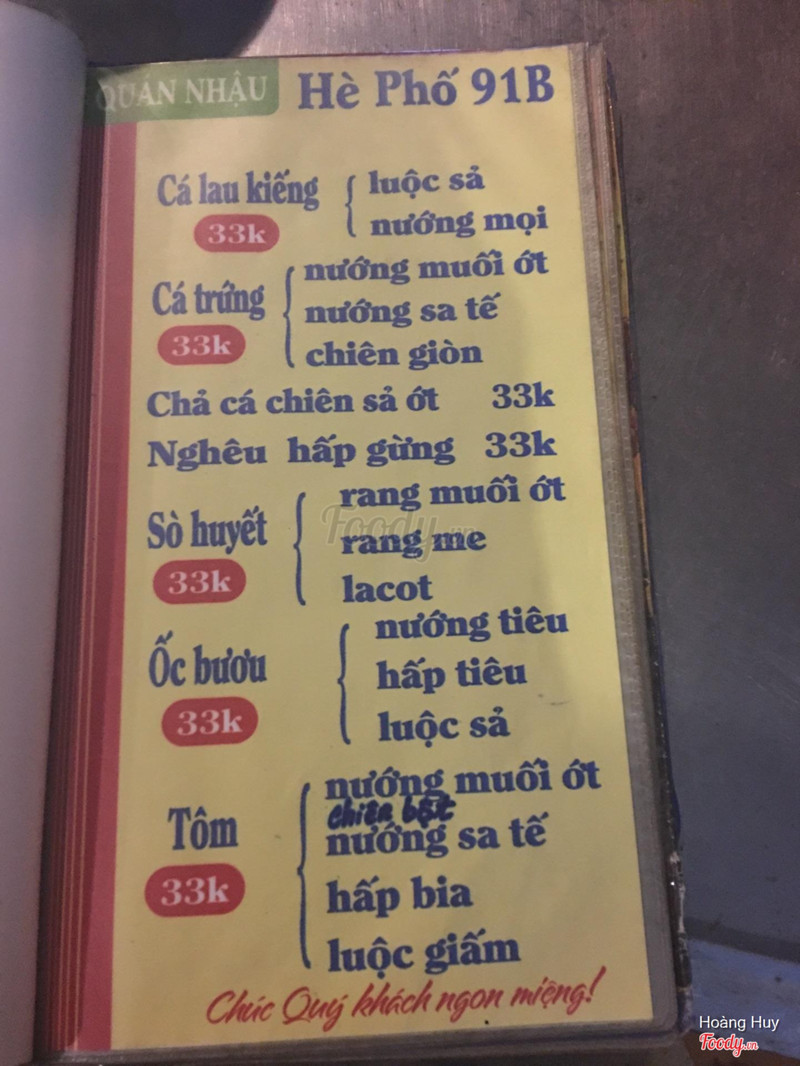 QUÁN NHẬU Hè Phố 91B
Cá lau kiếng luộc sả
33k nướng mọi
nướng muối ớt
Cá trứng nướng sa tế
33k chiên giòn
Chả cá chiên sả ớt 33k
Nghêu hấp gừng 33k
rang muối ớt
Sò huyết rang me
33k lacot
nướng tiêu
Ốc bươu hấp tiêu
33k luộc sả
nướng muối ớt
chiên bột
Tôm nướng sa tế
33k hấp bia
luộc giấm
Chúc Quý khách ngon miệng!
Foody.vn
Hoàng Huy
Foody.vn